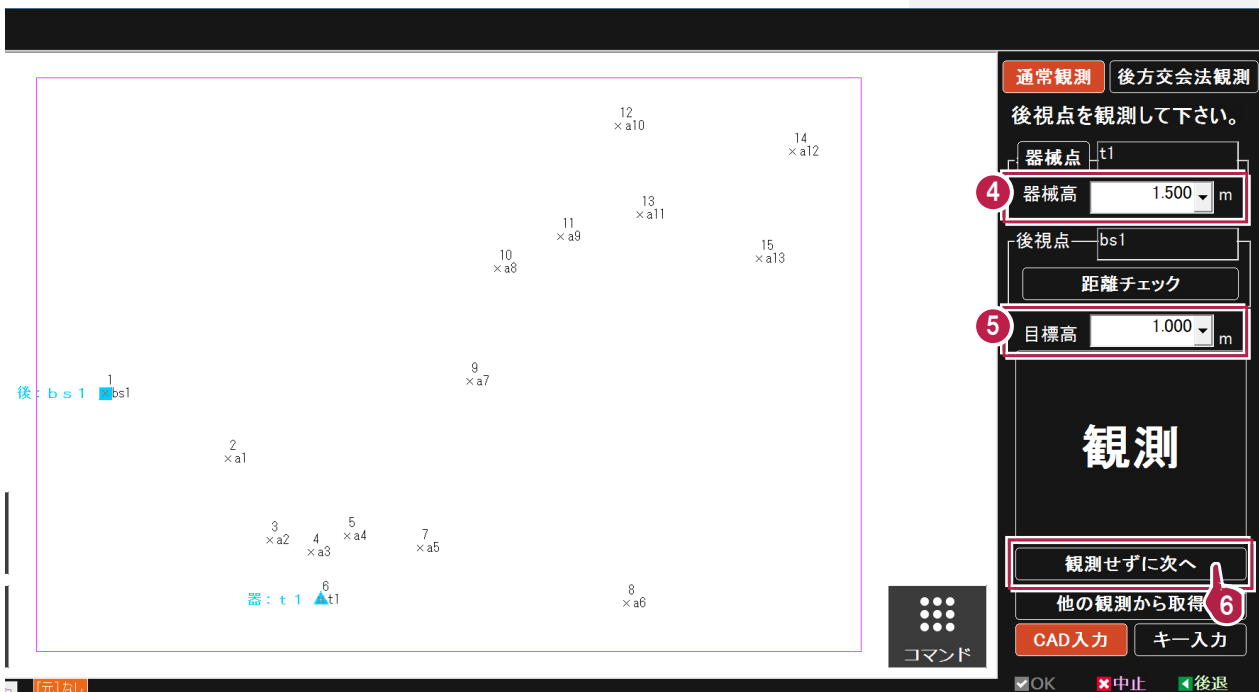 12
×a10
14
×a12
13
×a11
11
×a9
10
×a8
15
×a13
9
×a7
1
後：ｂｓ１ bs1
2
×a1
3
×a2
4
×a3
5
×a4
7
×a5
6
器：ｔ１ t1
8
×a6
コマンド
[元]なし
通常観測 後方交会法観測
後視点を観測して下さい。
器械点 t1
4 器械高 1.500 m
後視点 bs1
距離チェック
5 目標高 1.000 m
観測
観測せずに次へ
6
他の観測から取得
CAD入力 キー入力
OK 中止 後退